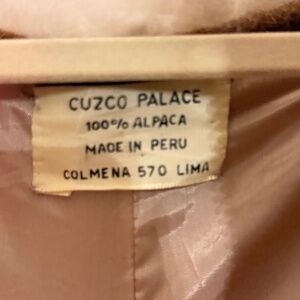 CUZCO PALACE
100% ALPACA
MADE IN PERU
COLMENA 570 LIMA